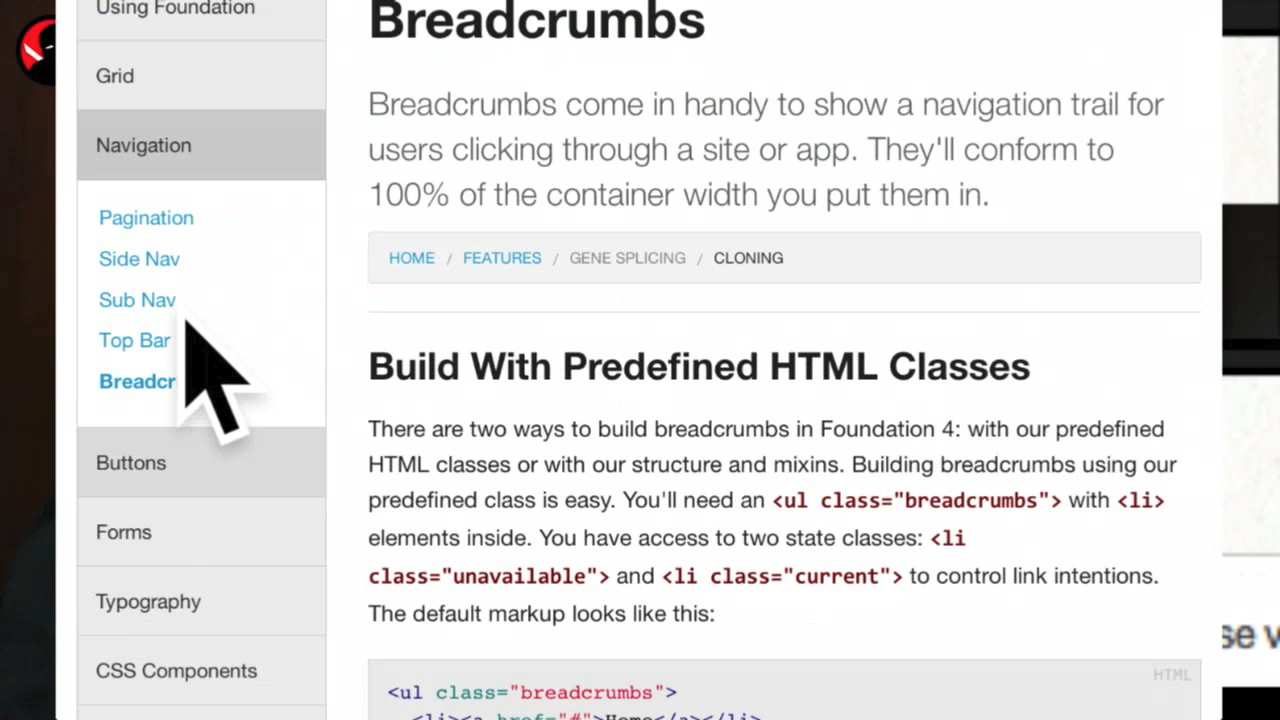 Using Foundation
Grid
Navigation
Pagination
Side Nav
Sub Nav
Top Bar
Buttons
Forms
Typography
CSS Components
Breadcrumbs
Breadcrumbs come in handy to show a navigation trail for
users clicking through a site or app. They'll conform to
100% of the container width you put them in.
HOME / FEATURES / GENE SPLICING / CLONING
Build With Predefined HTML Classes
There are two ways to build breadcrumbs in Foundation 4: with our predefined
HTML classes or with our structure and mixins. Building breadcrumbs using our
predefined class is easy. You'll need an <ul class="breadcrumbs"> with <li>
elements inside. You have access to two state classes: <li
class="unavailable"> and <li class="current"> to control link intentions.
The default markup looks like this:
HTML
<ul class="breadcrumbs">
<li><a href="#">Home</a></li>